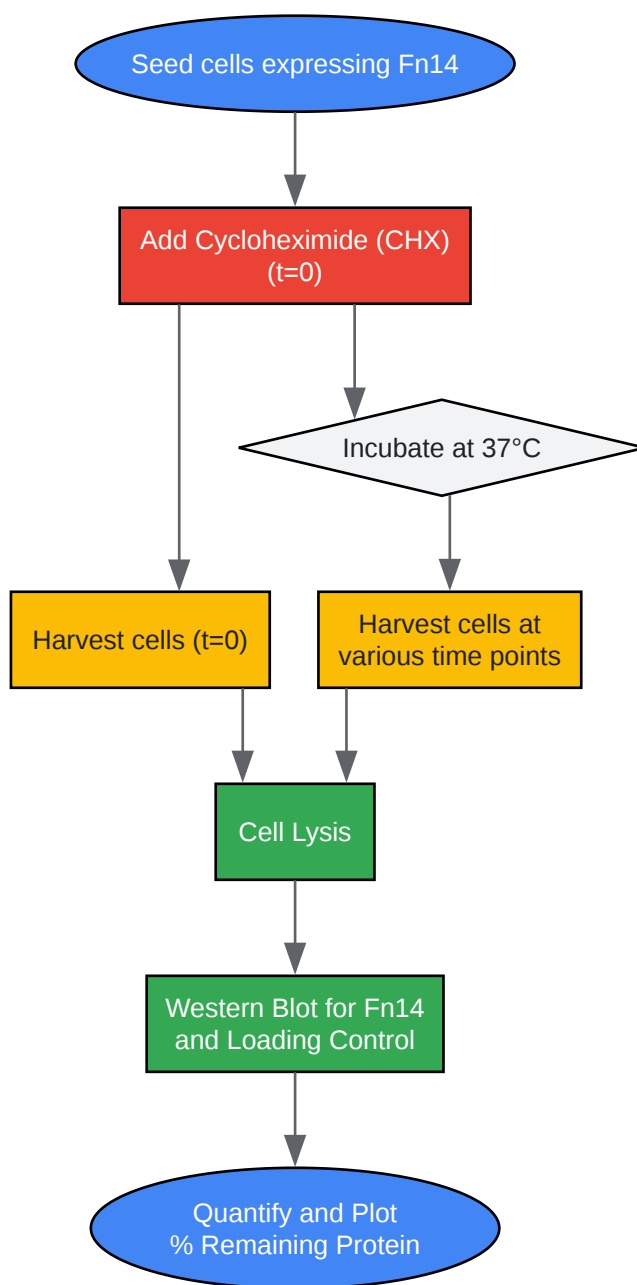 Seed cells expressing Fn14
Add Cycloheximide (CHX)
(t=0)
Incubate at 37°C
Harvest cells (t=0)
Harvest cells at
various time points
Cell Lysis
Western Blot for Fn14
and Loading Control
Quantify and Plot
% Remaining Protein